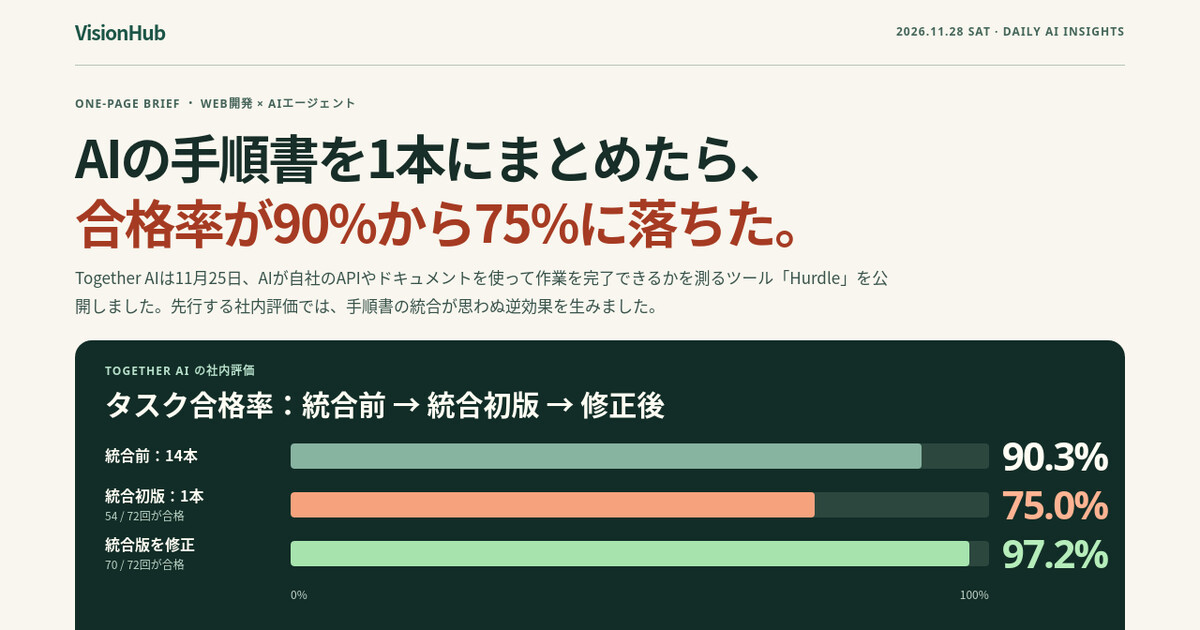 VisionHub
2026.11.28 SAT · DAILY AI INSIGHTS
ONE-PAGE BRIEF ・ WEB開発 × AIエージェント
AIの手順書を1本にまとめたら、
合格率が90%から75%に落ちた。
Together AIは11月25日、AIが自社のAPIやドキュメントを使って作業を完了できるかを測るツール「Hurdle」を公
開しました。先行する社内評価では、手順書の統合が思わぬ逆効果を生みました。
TOGETHER AI の社内評価
タスク合格率：統合前 → 統合初版 → 修正後
統合前：14本
90.3%
統合初版：1本
54 / 72回が合格
75.0%
統合版を修正
70 / 72回が合格
97.2%
0%
100%